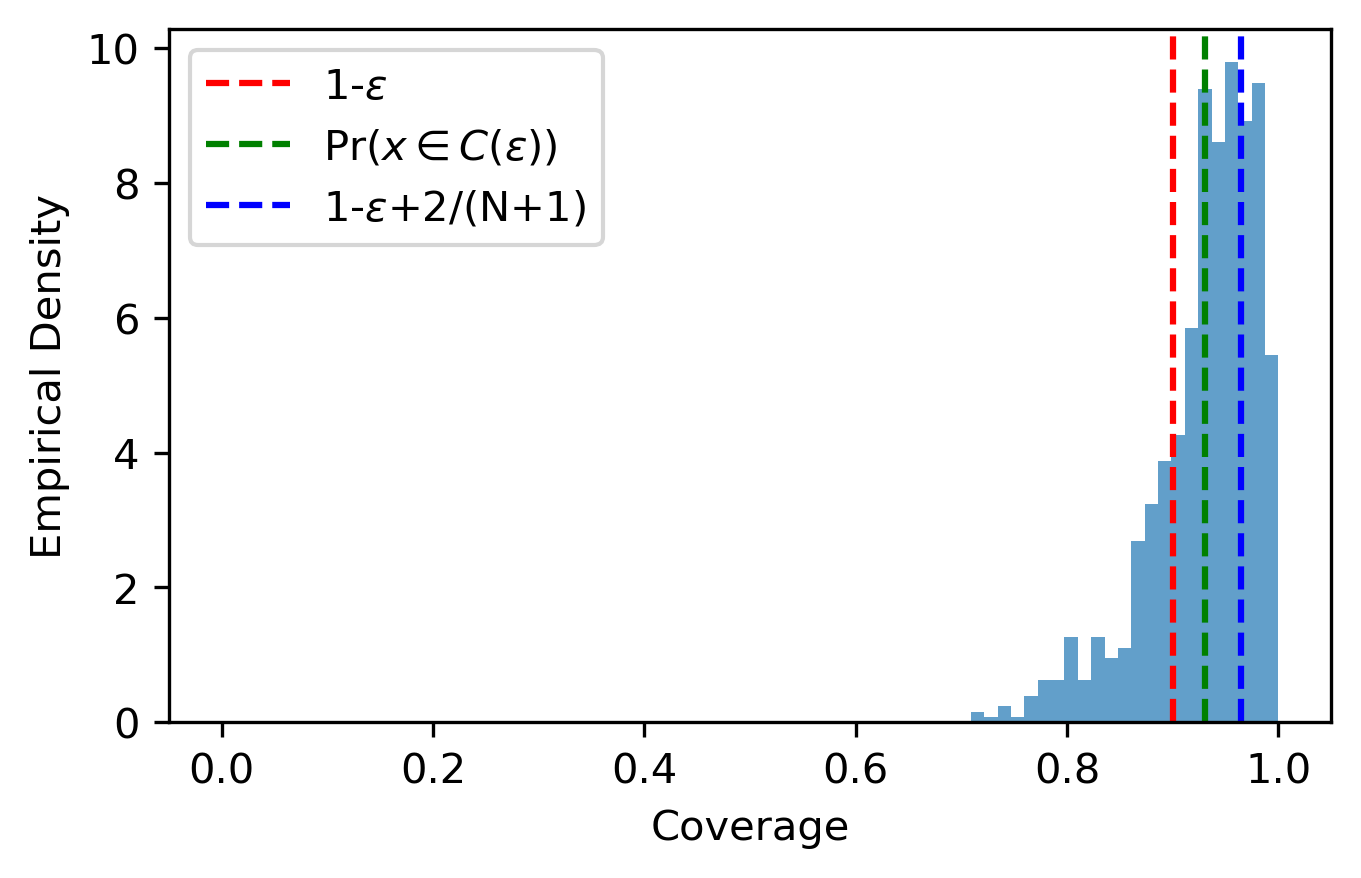 10
8
6
4
2
0
Empirical Density
1-ε
Pr(x ∈ C(ε))
1-ε+2/(N+1)
0.0 0.2 0.4 0.6 0.8 1.0
Coverage